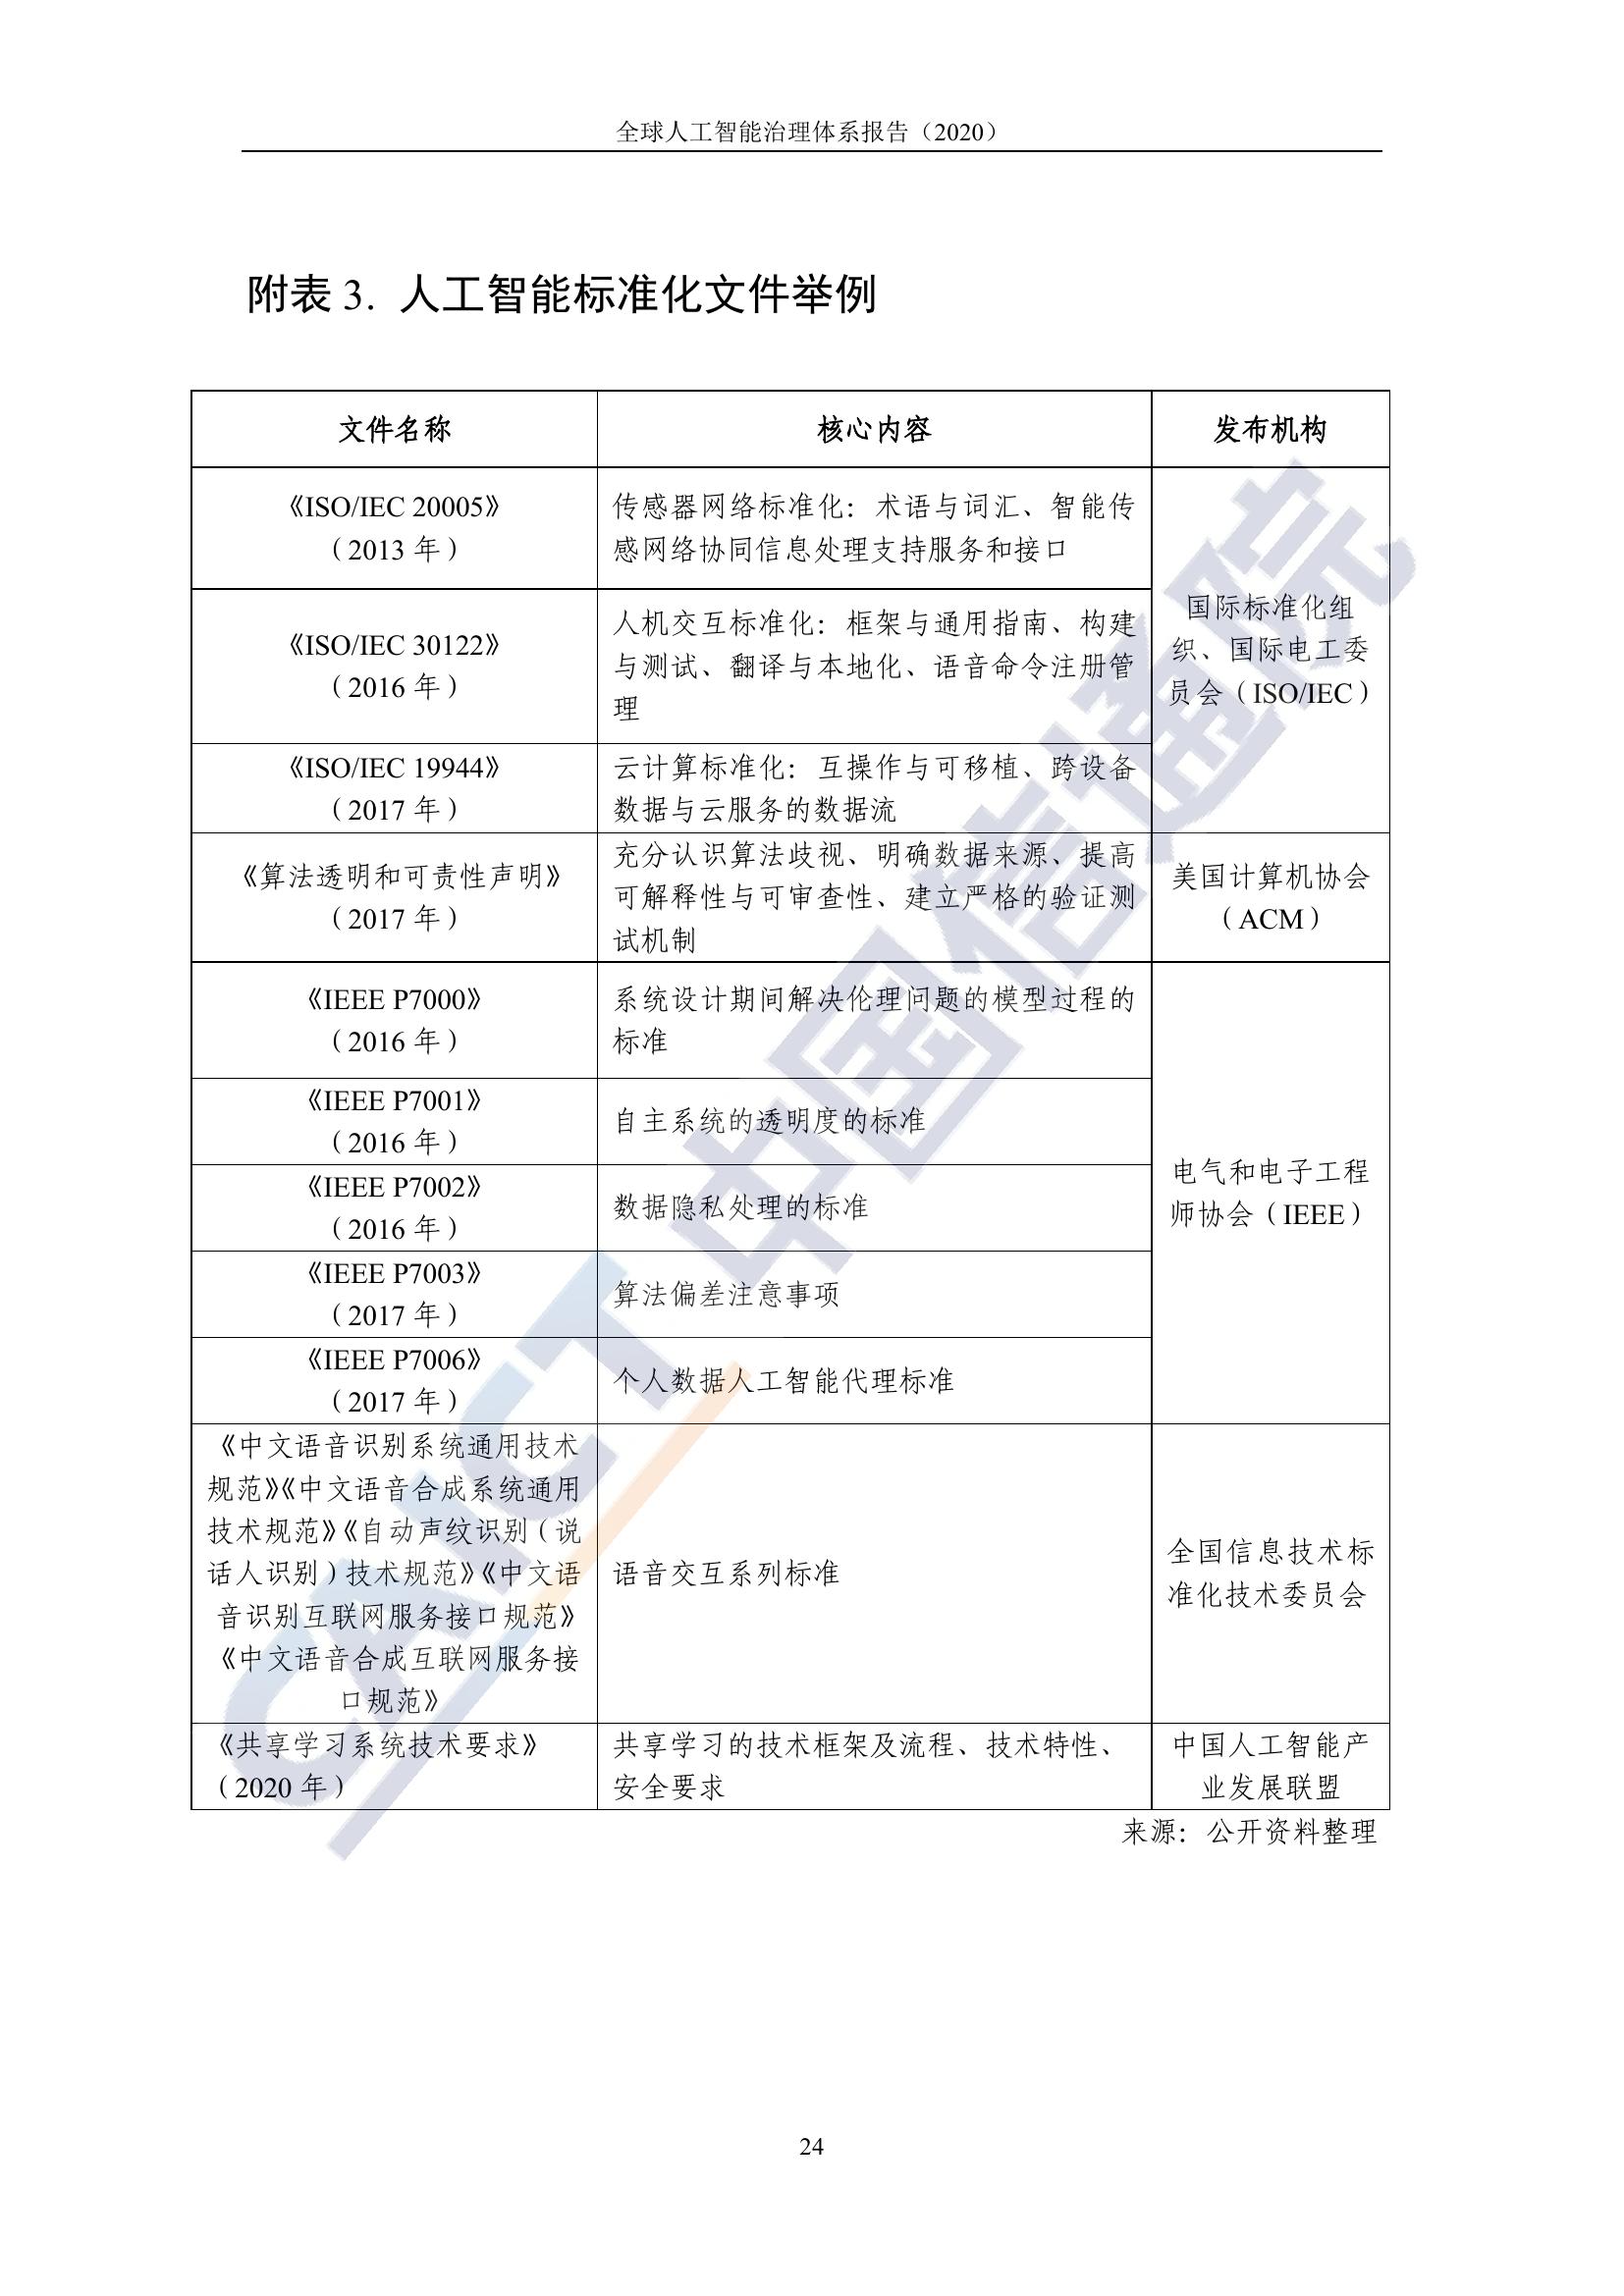 全球人工智能治理体系报告（2020）
附表 3. 人工智能标准化文件举例
文件名称
核心内容
发布机构
《ISO/IEC 20005》
（2013 年）
传感器网络标准化：术语与词汇、智能传
感网络协同信息处理支持服务和接口
国际标准化组
织、国际电工委
员会（ISO/IEC）
《ISO/IEC 30122》
（2016 年）
人机交互标准化：框架与通用指南、构建
与测试、翻译与本地化、语音命令注册管
理
《ISO/IEC 19944》
（2017 年）
云计算标准化：互操作与可移植、跨设备
数据与云服务的数据流
《算法透明和可责性声明》
（2017 年）
充分认识算法歧视、明确数据来源、提高
可解释性与可审查性、建立严格的验证测
试机制
美国计算机协会
（ACM）
《IEEE P7000》
（2016 年）
系统设计期间解决伦理问题的模型过程的
标准
电气和电子工程
师协会（IEEE）
《IEEE P7001》
（2016 年）
自主系统的透明度的标准
《IEEE P7002》
（2016 年）
数据隐私处理的标准
《IEEE P7003》
（2017 年）
算法偏差注意事项
《IEEE P7006》
（2017 年）
个人数据人工智能代理标准
《中文语音识别系统通用技术
规范》《中文语音合成系统通用
技术规范》《自动声纹识别（说
话人识别）技术规范》《中文语
音识别互联网服务接口规范》
《中文语音合成互联网服务接
口规范》
语音交互系列标准
全国信息技术标
准化技术委员会
《共享学习系统技术要求》
（2020 年）
共享学习的技术框架及流程、技术特性、
安全要求
中国人工智能产
业发展联盟
来源：公开资料整理
CAICT 中国信通院
24